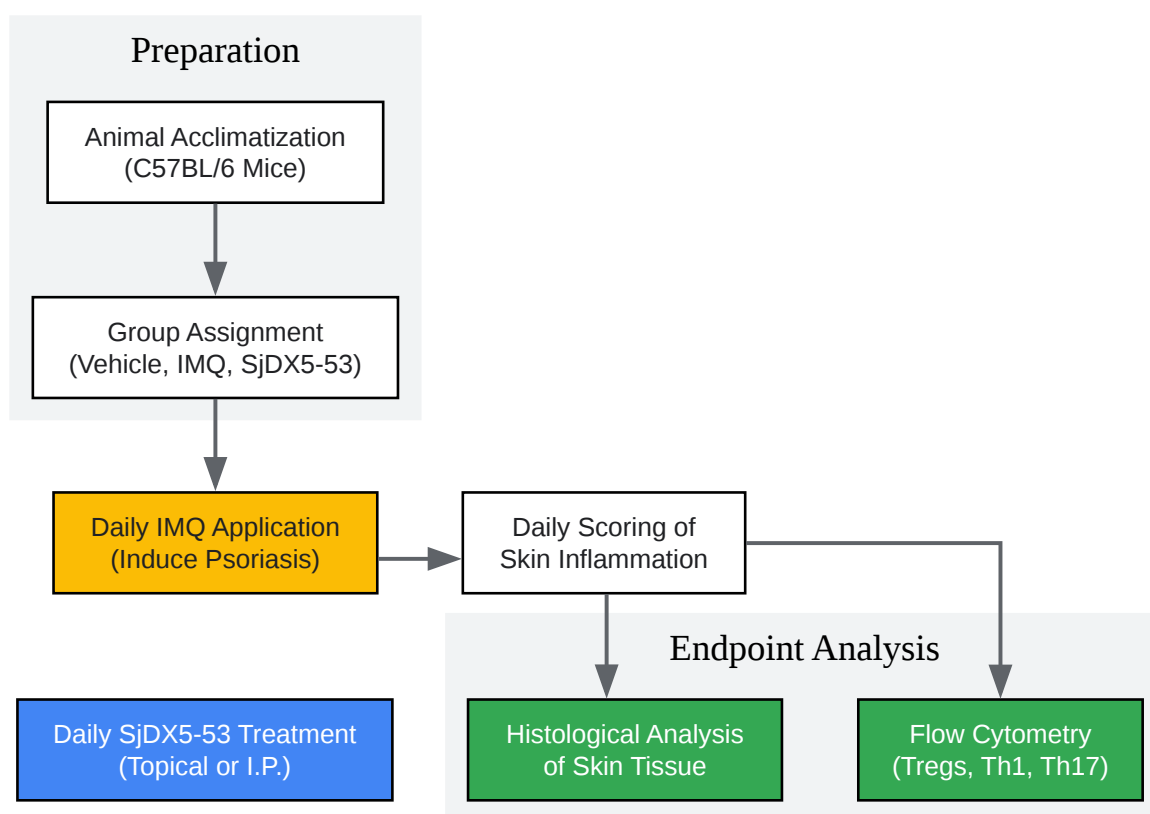 Preparation
Animal Acclimatization
(C57BL/6 Mice)
Group Assignment
(Vehicle, IMQ, SjDX5-53)
Daily IMQ Application
(Induce Psoriasis)
Daily Scoring of
Skin Inflammation
Endpoint Analysis
Daily SjDX5-53 Treatment
(Topical or I.P.)
Histological Analysis
of Skin Tissue
Flow Cytometry
(Tregs, Th1, Th17)